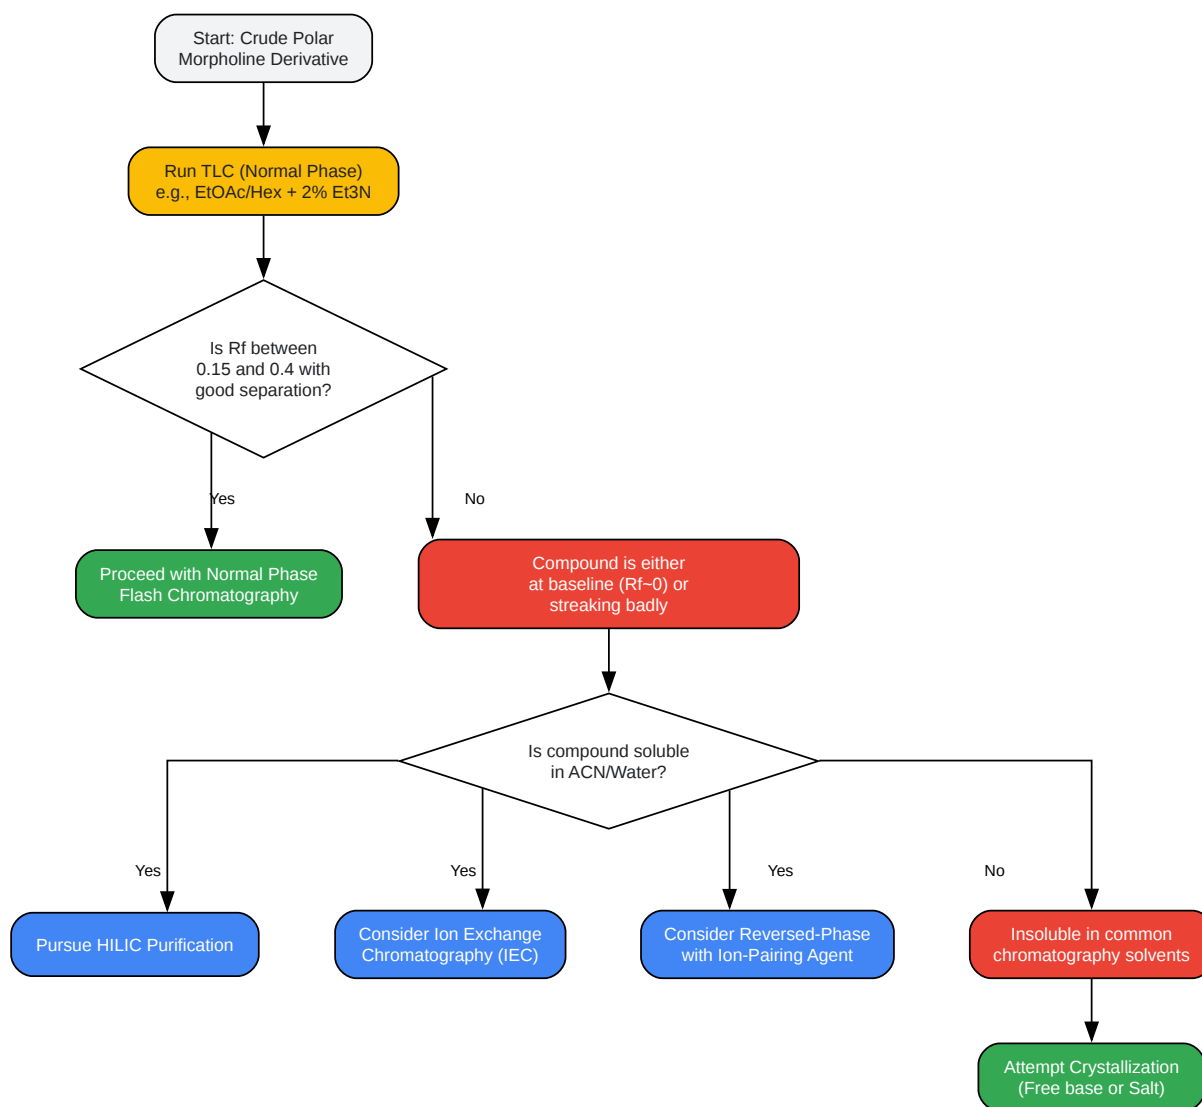 Start: Crude Polar
Morpholine Derivative
Run TLC (Normal Phase)
e.g., EtOAc/Hex + 2% Et3N
Is Rf between
0.15 and 0.4 with
good separation?
Yes
No
Proceed with Normal Phase
Flash Chromatography
Compound is either
at baseline (Rf~0) or
streaking badly
Is compound soluble
in ACN/Water?
Yes
Yes
Yes
No
Pursue HILIC Purification
Consider Ion Exchange
Chromatography (IEC)
Consider Reversed-Phase
with Ion-Pairing Agent
Insoluble in common
chromatography solvents
Attempt Crystallization
(Free base or Salt)